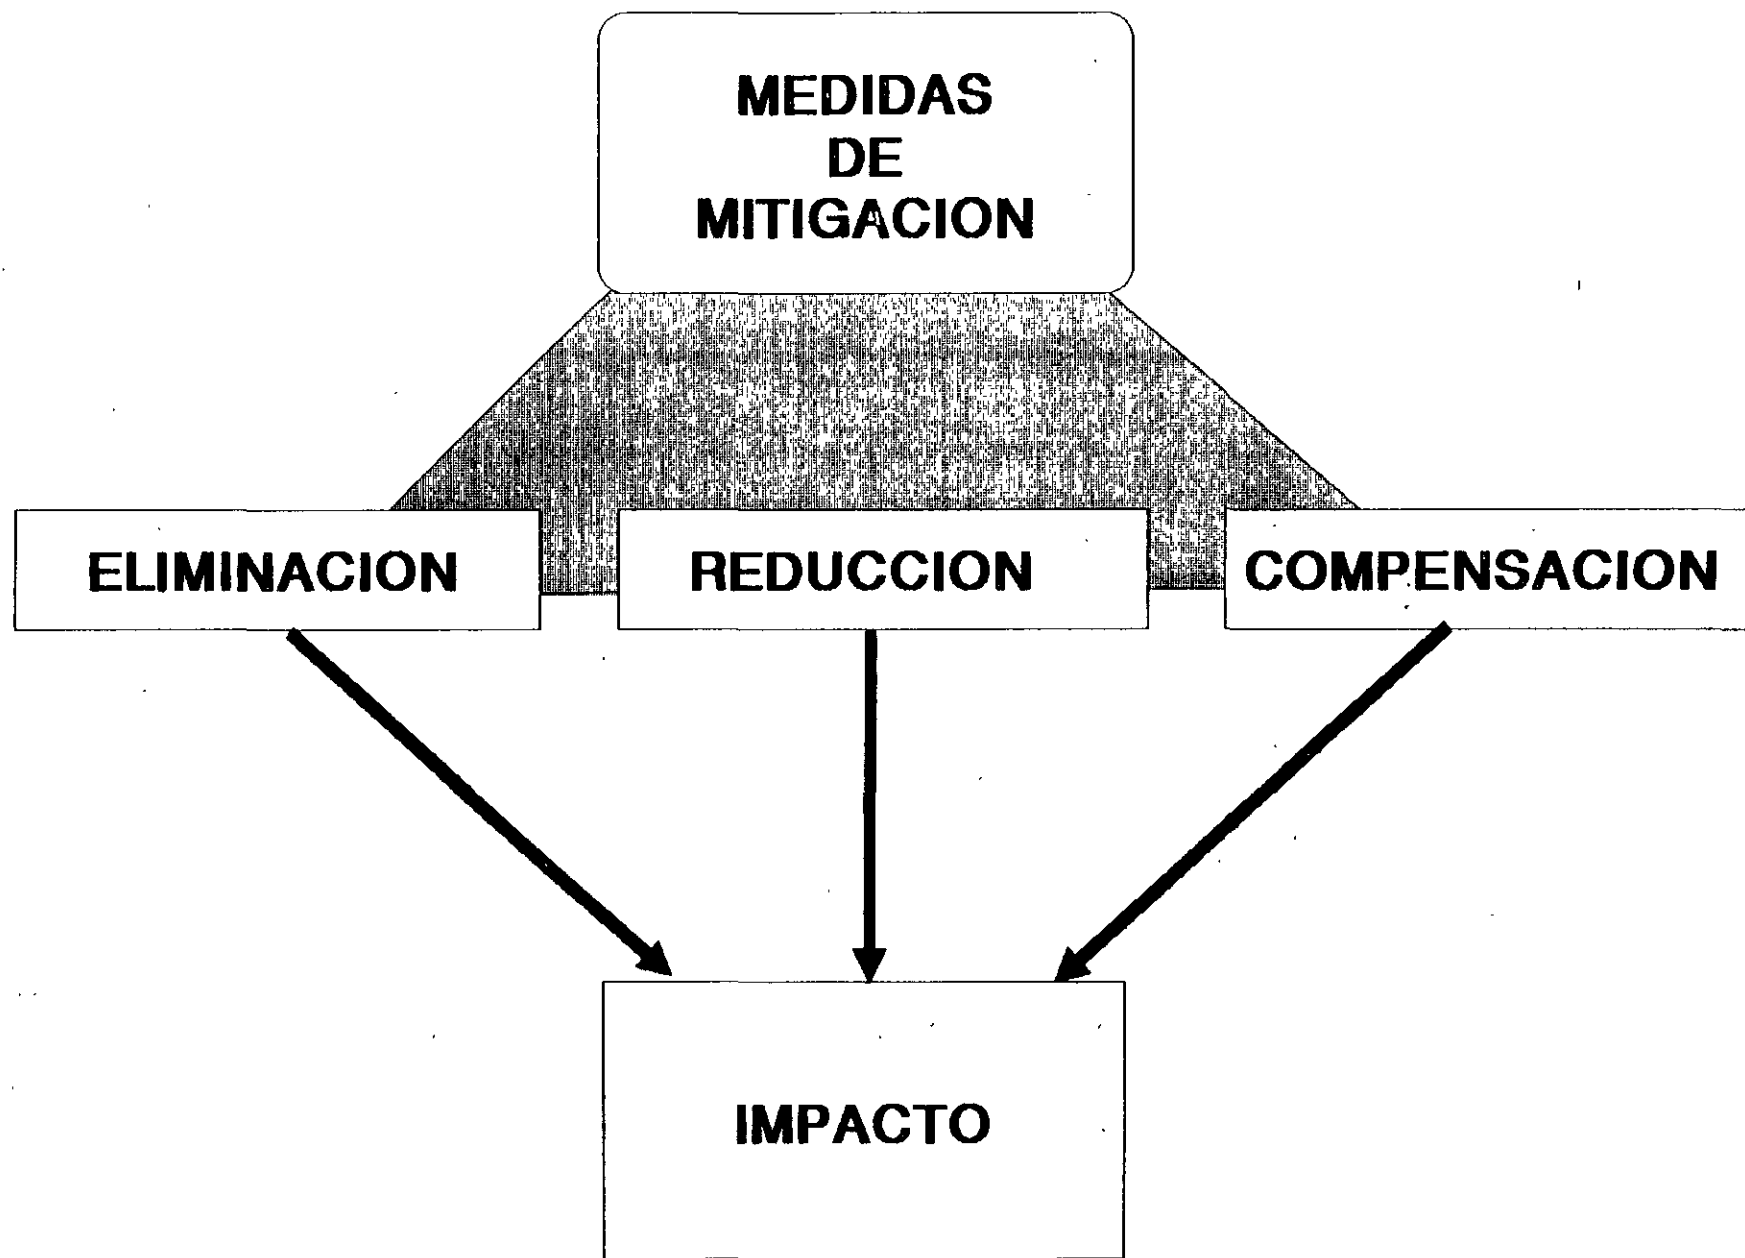 MEDIDAS
DE
MITIGACION
ELIMINACION
REDUCCION
COMPENSACION
IMPACTO